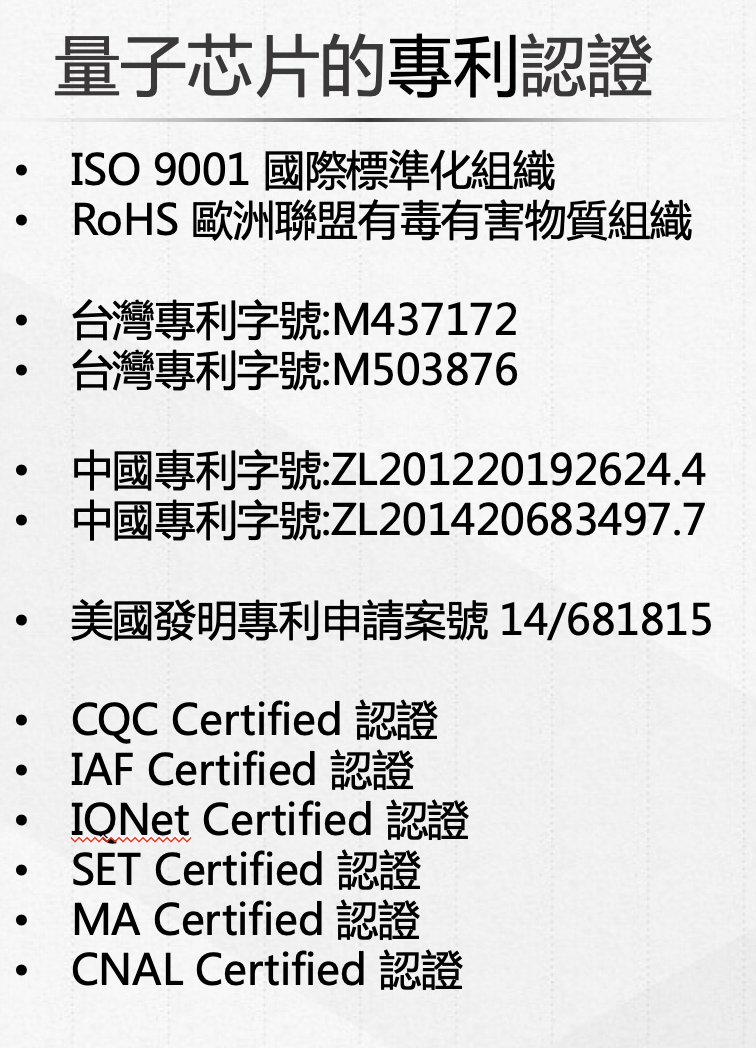 量子芯片的專利認證
• ISO 9001 國際標準化組織
• RoHS 歐洲聯盟有毒有害物質組織
• 台灣專利字號:M437172
• 台灣專利字號:M503876
• 中國專利字號:ZL201220192624.4
• 中國專利字號:ZL201420683497.7
• 美國發明專利申請案號 14/681815
• CQC Certified 認證
• IAF Certified 認證
• IQNet Certified 認證
• SET Certified 認證
• MA Certified 認證
• CNAL Certified 認證